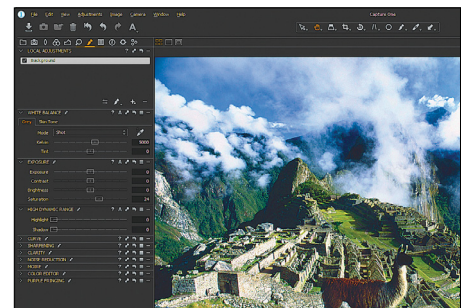 File Edit View Adjustments Image Camera Window Help
Capture One
LOCAL ADJUSTMENTS
Background
WHITE BALANCE
Skin Tone
Mode Shot
Kelvin 5000
Tint 0
EXPOSURE
Exposure 0
Contrast 0
Brightness 0
Saturation 24
HIGH DYNAMIC RANGE
Highlight 0
Shadow 0
CURVE
SHARPENING
CLARITY
NOISE REDUCTION
MOIRE
COLOR EDITOR
PURPLE FRINGING